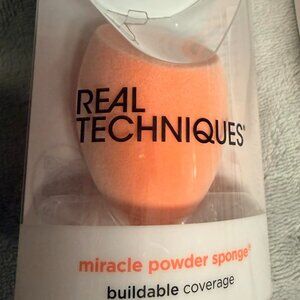 REAL
TECHNIQUES®
miracle powder sponge®
buildable coverage